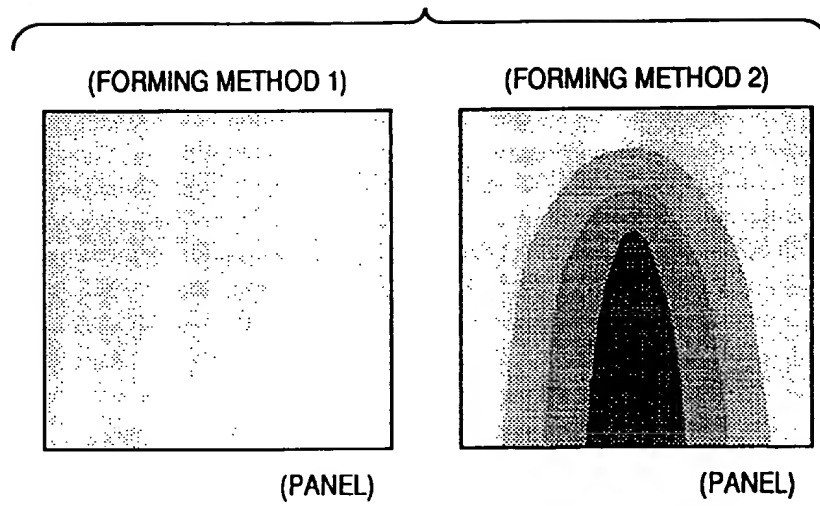 (FORMING METHOD 1)
(FORMING METHOD 2)
(PANEL)
(PANEL)